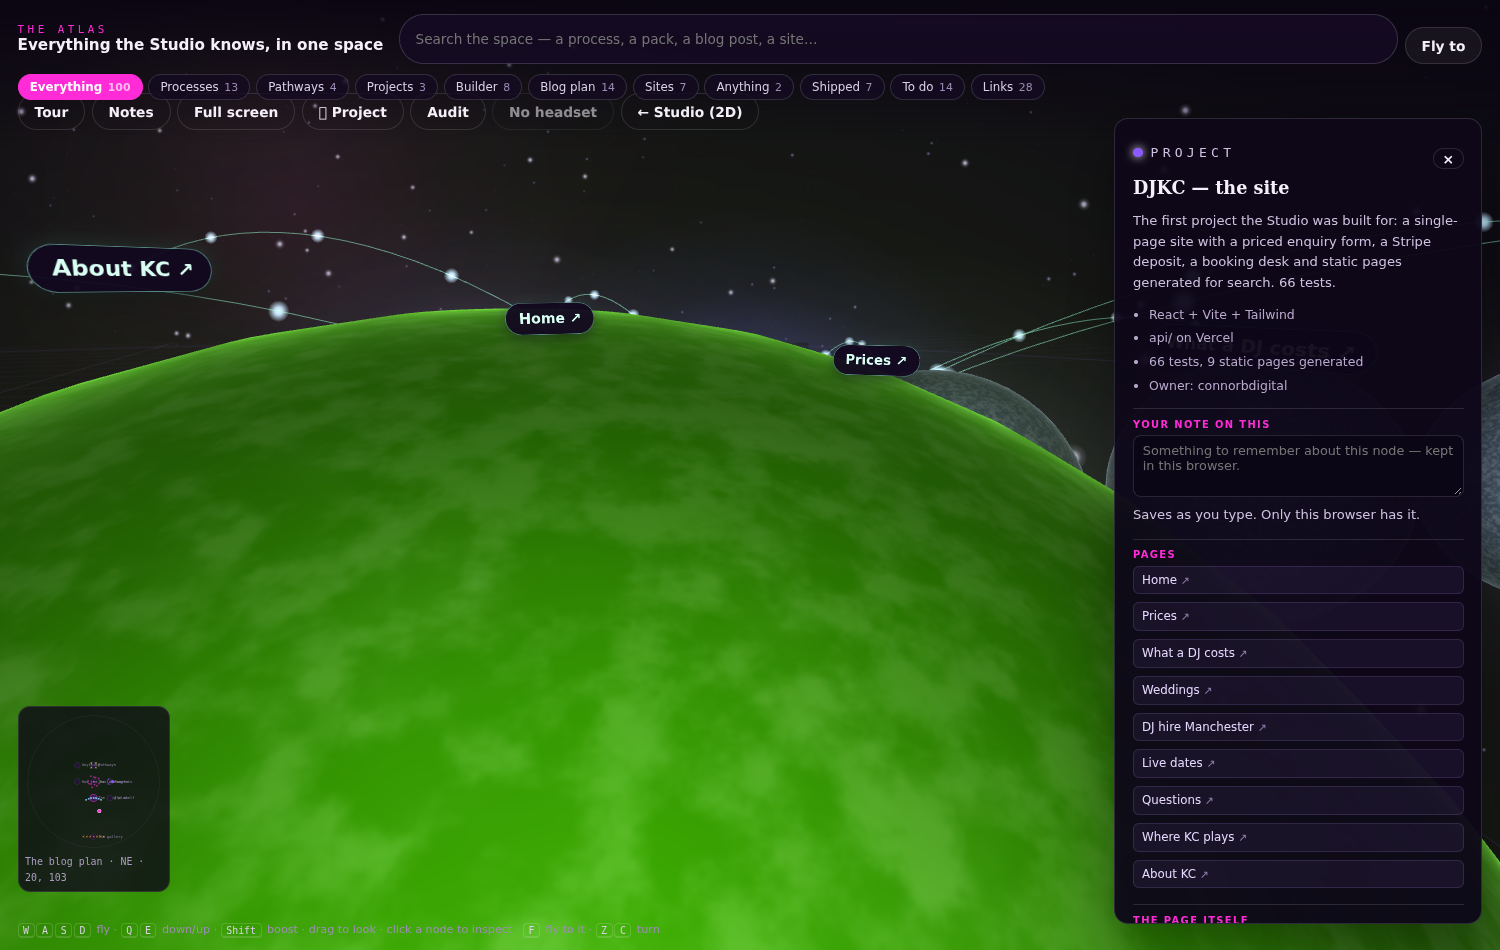 THE ATLAS
Everything the Studio knows, in one space
Search the space — a process, a pack, a blog post, a site…
Fly to
Everything 100
Processes 13
Pathways 4
Projects 3
Builder 8
Blog plan 14
Sites 7
Anything 2
Shipped 7
To do 14
Links 28
Tour
Notes
Full screen
Project
Audit
No headset
← Studio (2D)
About KC ↗
Home ↗
Prices ↗
What a DJ costs ↗
PROJECT
×
DJKC — the site
The first project the Studio was built for: a single-
page site with a priced enquiry form, a Stripe
deposit, a booking desk and static pages
generated for search. 66 tests.
• React + Vite + Tailwind
• api/ on Vercel
• 66 tests, 9 static pages generated
• Owner: connorbdigital
YOUR NOTE ON THIS
Something to remember about this node — kept
in this browser.
Saves as you type. Only this browser has it.
PAGES
Home ↗
Prices ↗
What a DJ costs ↗
Weddings ↗
DJ hire Manchester ↗
Live dates ↗
Questions ↗
Where KC plays ↗
About KC ↗
THE PAGE ITSELF
The blog plan · NE ·
20, 103
W A S D fly · Q E down/up · Shift boost · drag to look · click a node to inspect · F fly to it · Z C turn